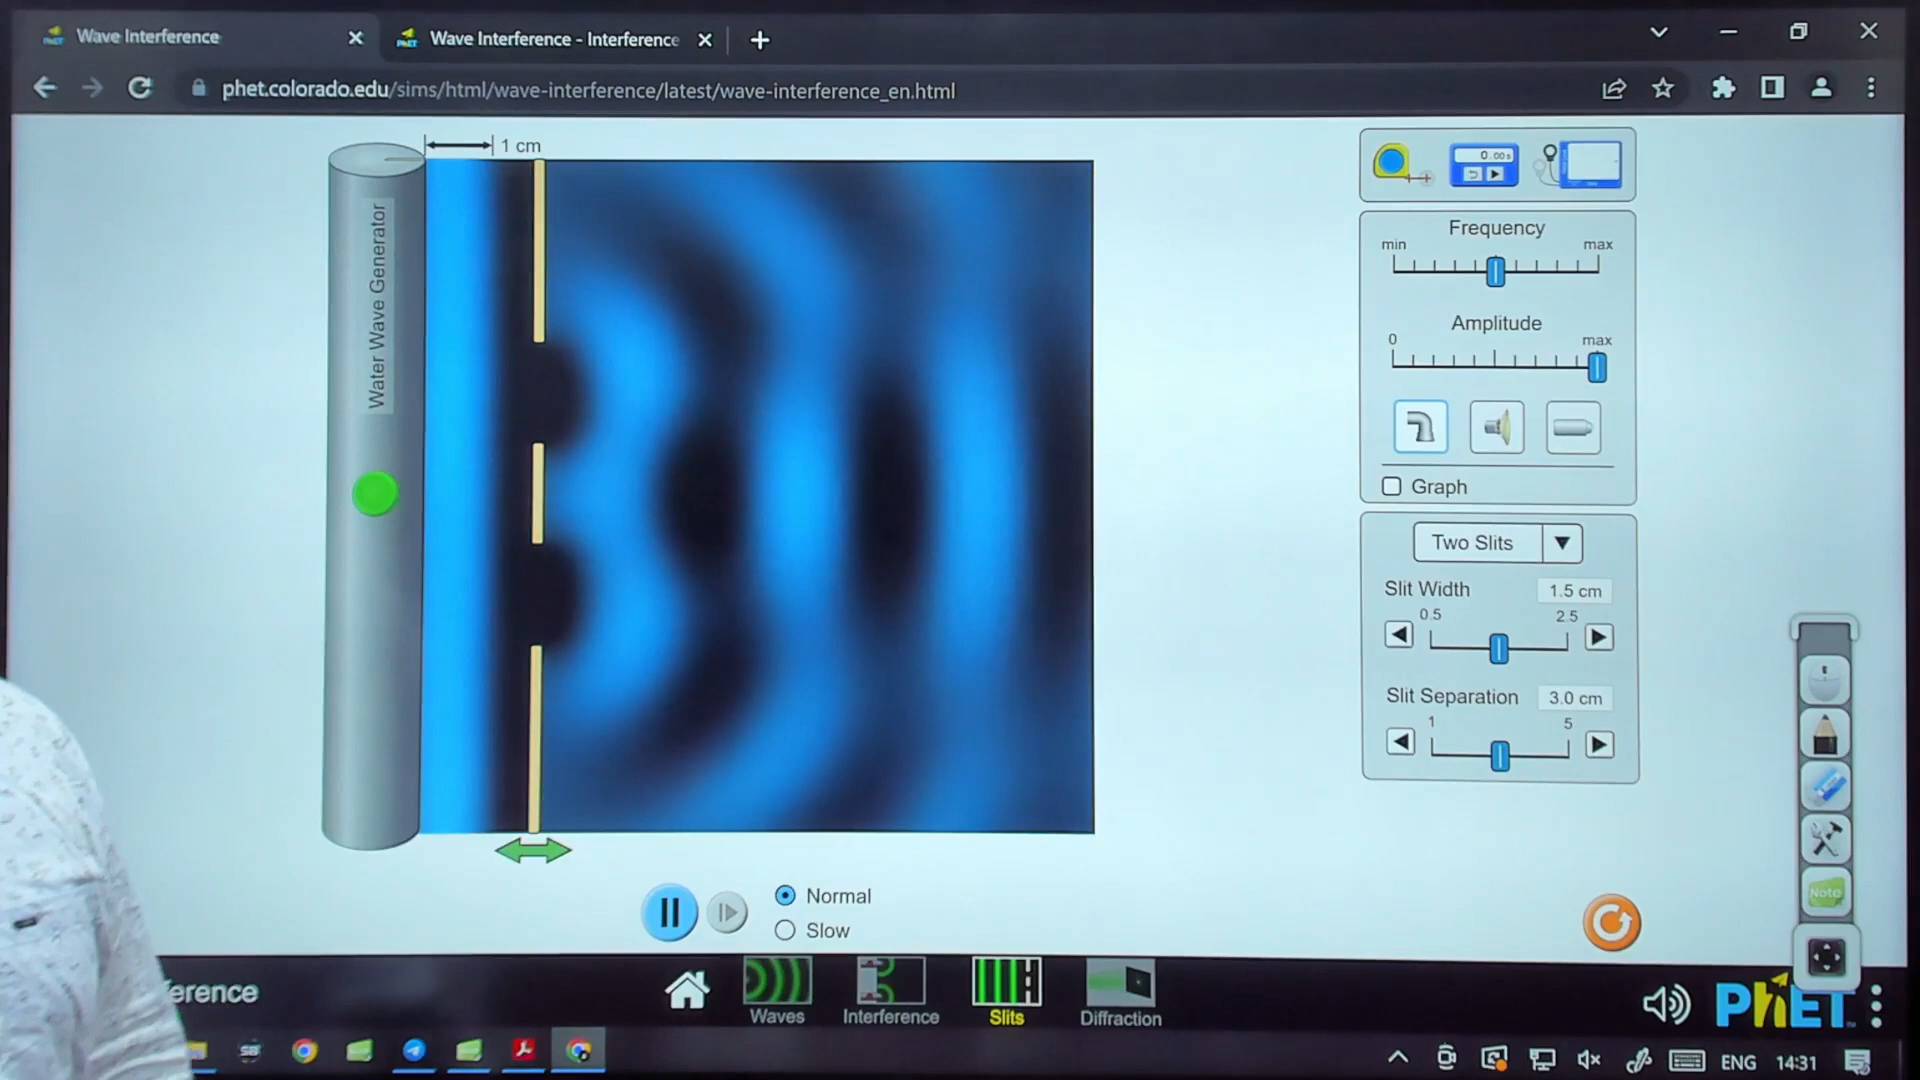 Wave Interference
Wave Interference - Interference
phet.colorado.edu/sims/html/wave-interference/latest/wave-interference_en.html
1 cm
Water Wave Generator
0.00s
Frequency
min max
Amplitude
0 max
Graph
Two Slits
Slit Width 1.5 cm
0.5 2.5
Slit Separation 3.0 cm
1 5
Normal
Slow
Note
erence
Waves
Interference
Slits
Diffraction
PhET
ENG 14:31